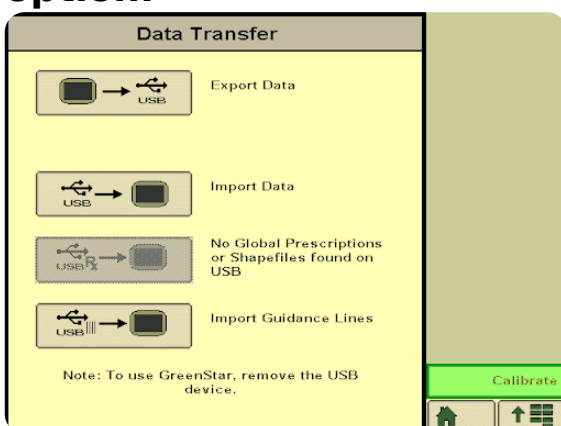 Data Transfer
USB
Export Data
USB
Import Data
USB Rx
No Global Prescriptions
or Shapefiles found on
USB
USB
Import Guidance Lines
Note: To use GreenStar, remove the USB
device.
Calibrate